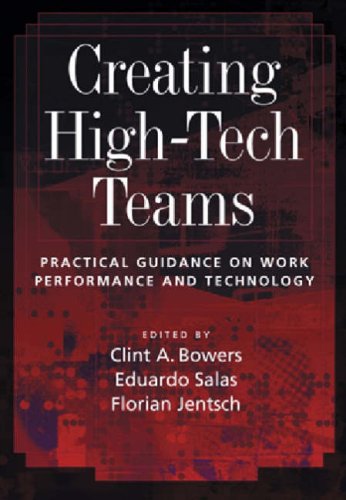 Creating
High-Tech
Teams
PRACTICAL GUIDANCE ON WORK
PERFORMANCE AND TECHNOLOGY
EDITED BY
Clint A. Bowers
Eduardo Salas
Florian Jentsch